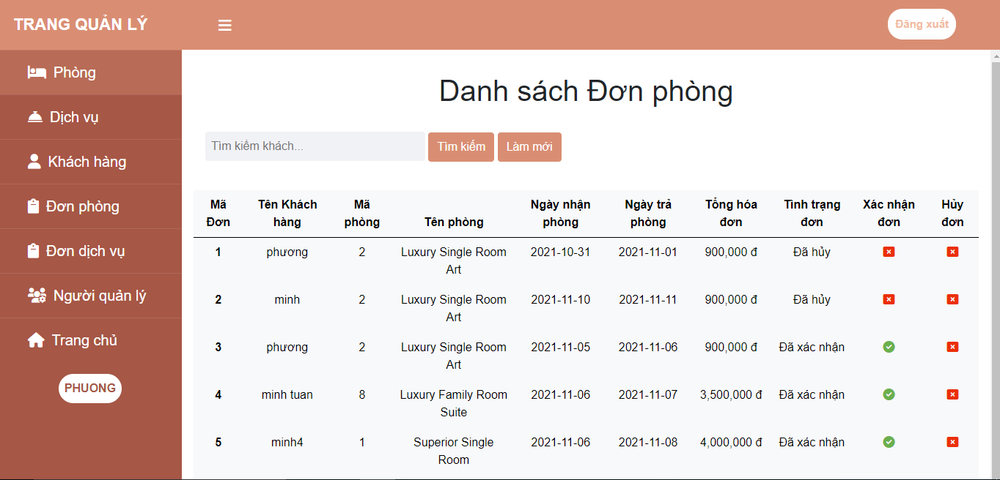 TRANG QUẢN LÝ
Đăng xuất
Phòng
Dịch vụ
Khách hàng
Đơn phòng
Đơn dịch vụ
Người quản lý
Trang chủ
PHUONG
Danh sách Đơn phòng
Tìm kiếm khách...
Tìm kiếm
Làm mới
Mã Đơn
Tên Khách hàng
Mã phòng
Tên phòng
Ngày nhận phòng
Ngày trả phòng
Tổng hóa đơn
Tình trạng đơn
Xác nhận đơn
Hủy đơn
1 phương 2 Luxury Single Room Art 2021-10-31 2021-11-01 900,000 đ Đã hủy
2 minh 2 Luxury Single Room Art 2021-11-10 2021-11-11 900,000 đ Đã hủy
3 phương 2 Luxury Single Room Art 2021-11-05 2021-11-06 900,000 đ Đã xác nhận
4 minh tuan 8 Luxury Family Room Suite 2021-11-06 2021-11-07 3,500,000 đ Đã xác nhận
5 minh4 1 Superior Single Room 2021-11-06 2021-11-08 4,000,000 đ Đã xác nhận